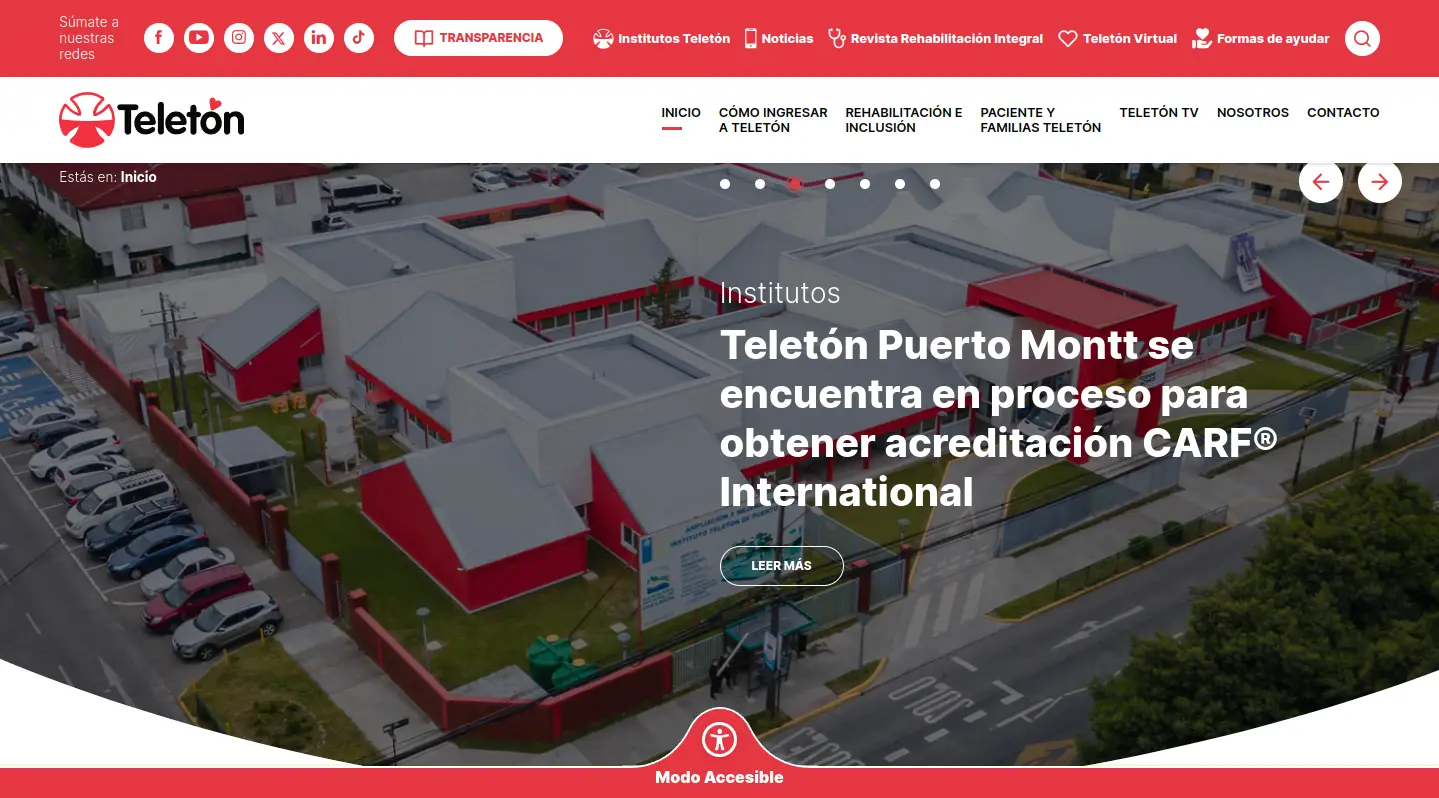 Súmate a
nuestras
redes
TRANSPARENCIA
Institutos Teletón
Noticias
Revista Rehabilitación Integral
Teletón Virtual
Formas de ayudar
Teletón
INICIO
CÓMO INGRESAR
A TELETÓN
REHABILITACIÓN E
INCLUSIÓN
PACIENTE Y
FAMILIAS TELETÓN
TELETÓN TV
NOSOTROS
CONTACTO
Estás en: Inicio
Institutos
Teletón Puerto Montt se
encuentra en proceso para
obtener acreditación CARF®
International
LEER MÁS
SOLO
Modo Accesible